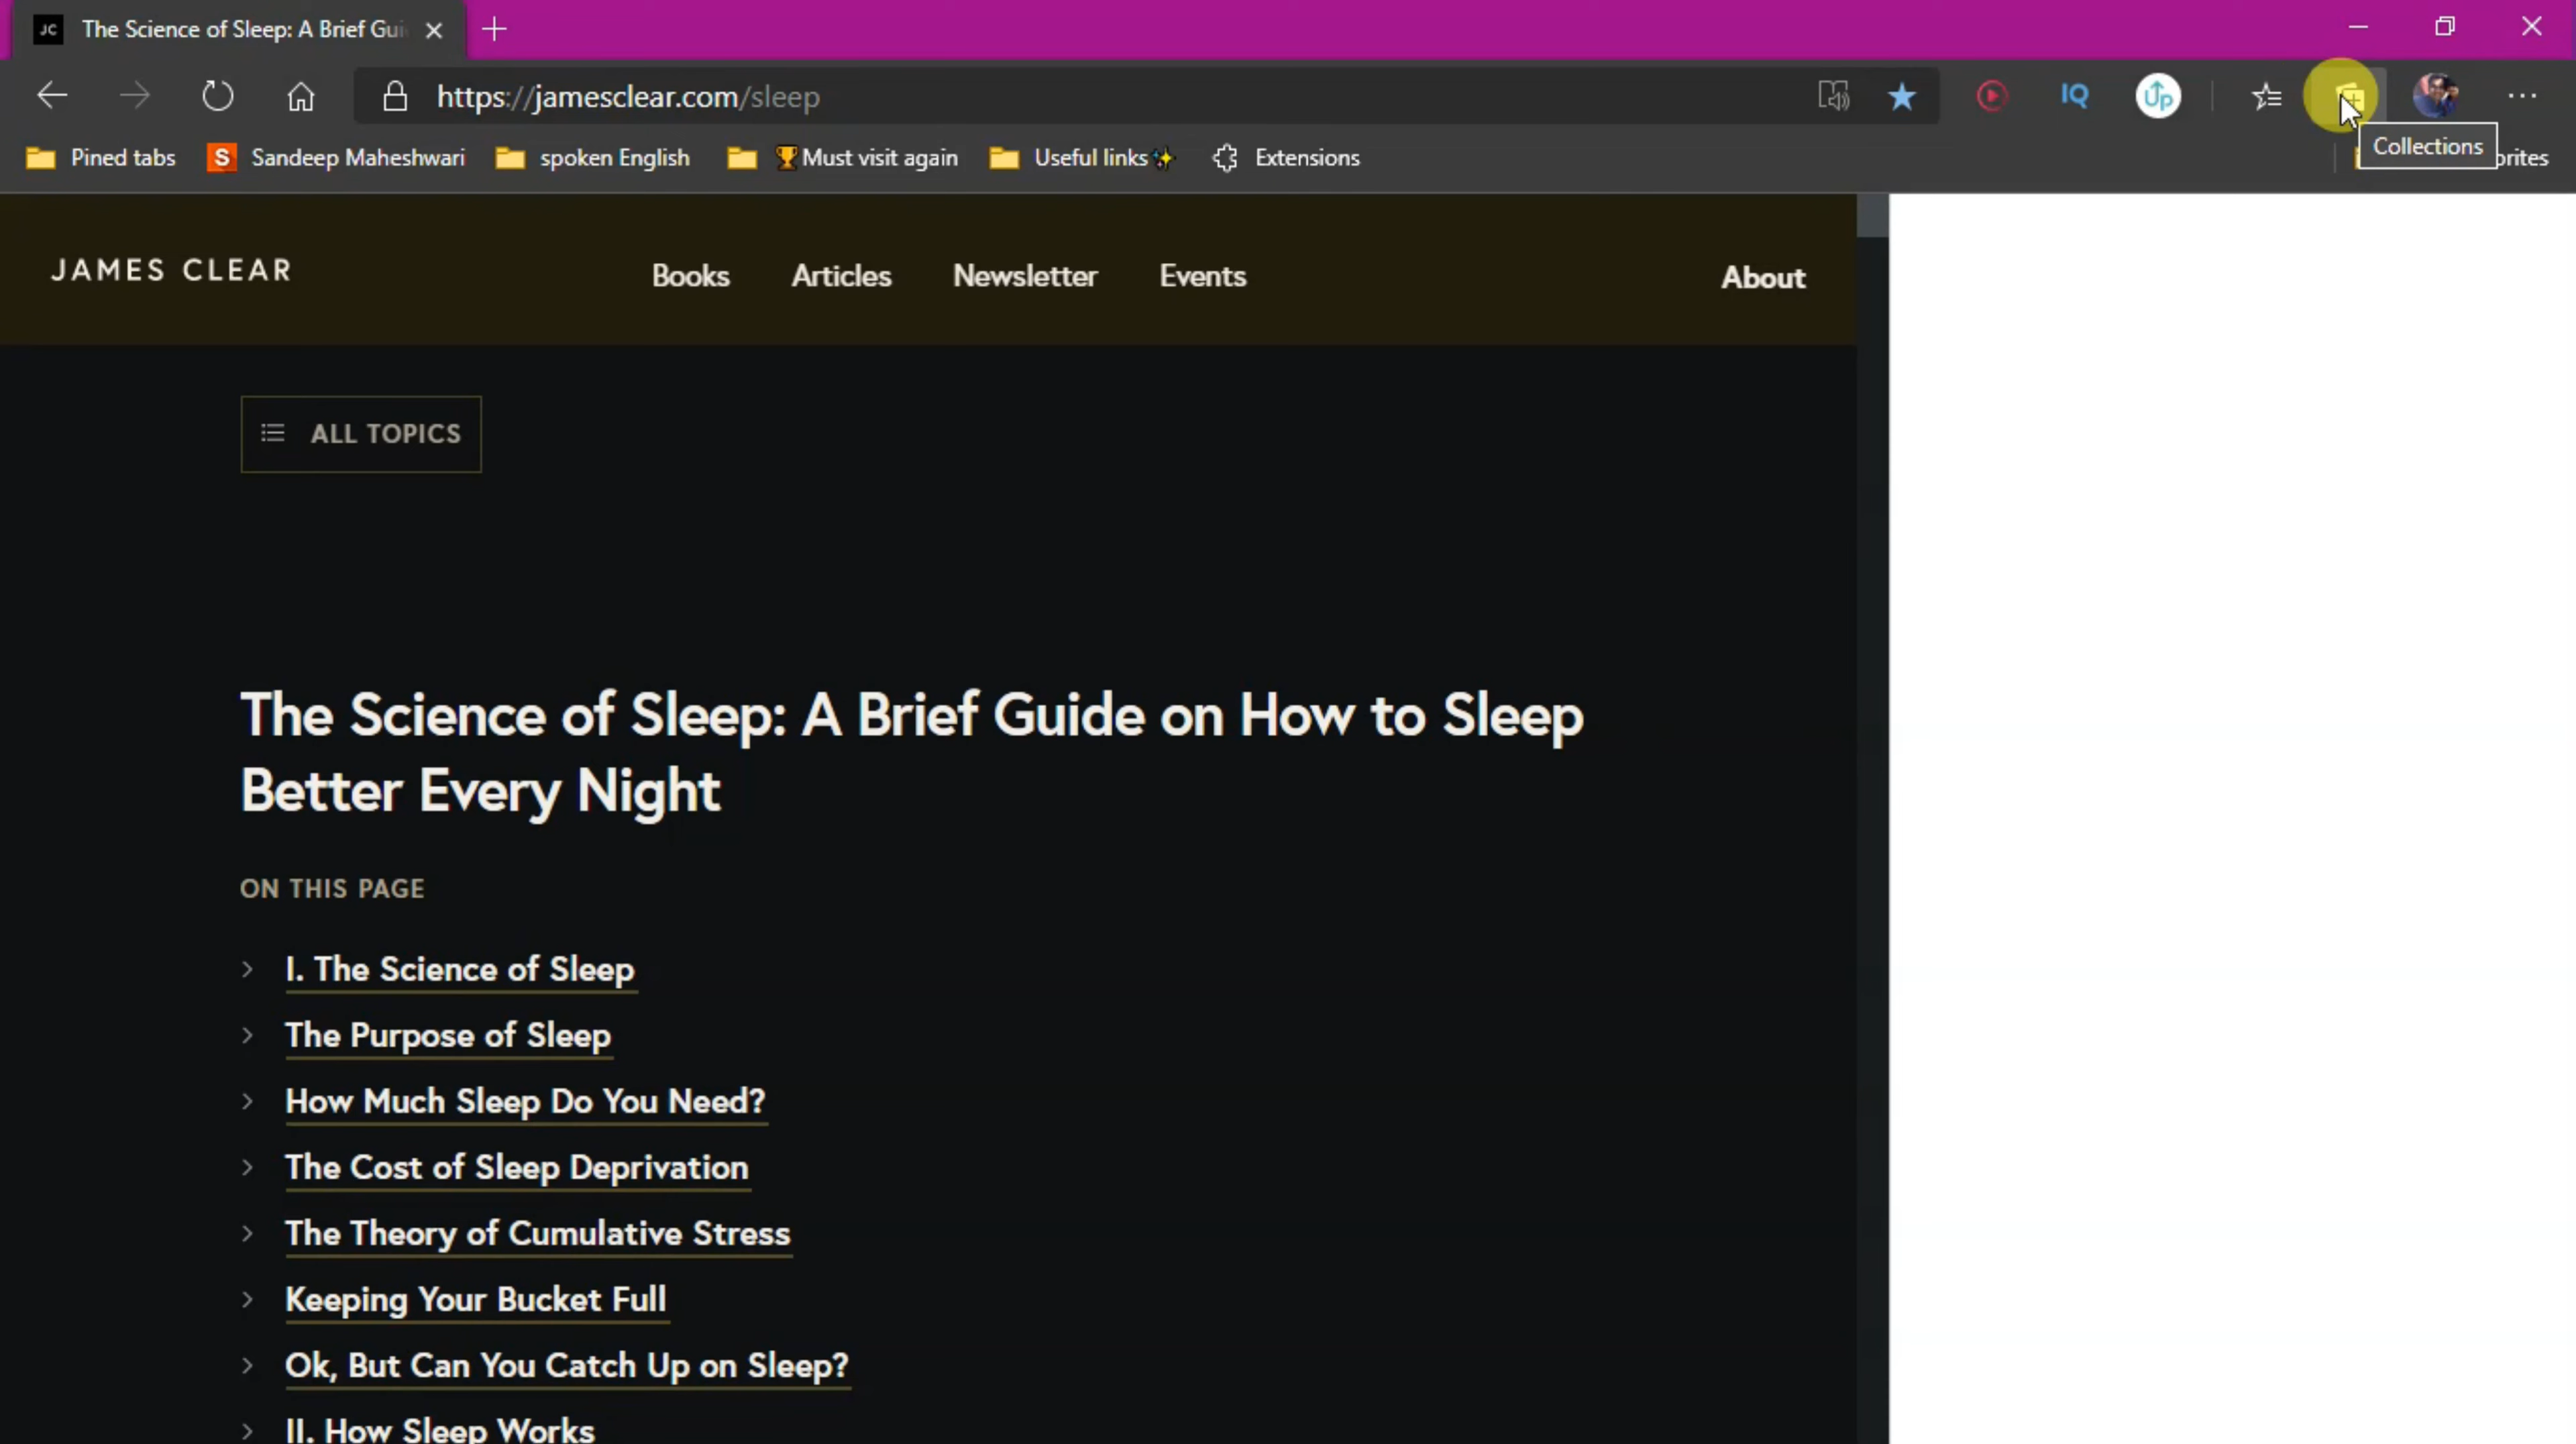 JC The Science of Sleep: A Brief Gui
https://jamesclear.com/sleep
IQ Up
Collections
Pined tabs S Sandeep Maheshwari spoken English 🏆Must visit again Useful links✨ Extensions orites
JAMES CLEAR Books Articles Newsletter Events About
ALL TOPICS
The Science of Sleep: A Brief Guide on How to Sleep
Better Every Night
ON THIS PAGE
I. The Science of Sleep
The Purpose of Sleep
How Much Sleep Do You Need?
The Cost of Sleep Deprivation
The Theory of Cumulative Stress
Keeping Your Bucket Full
Ok, But Can You Catch Up on Sleep?
II. How Sleep Works